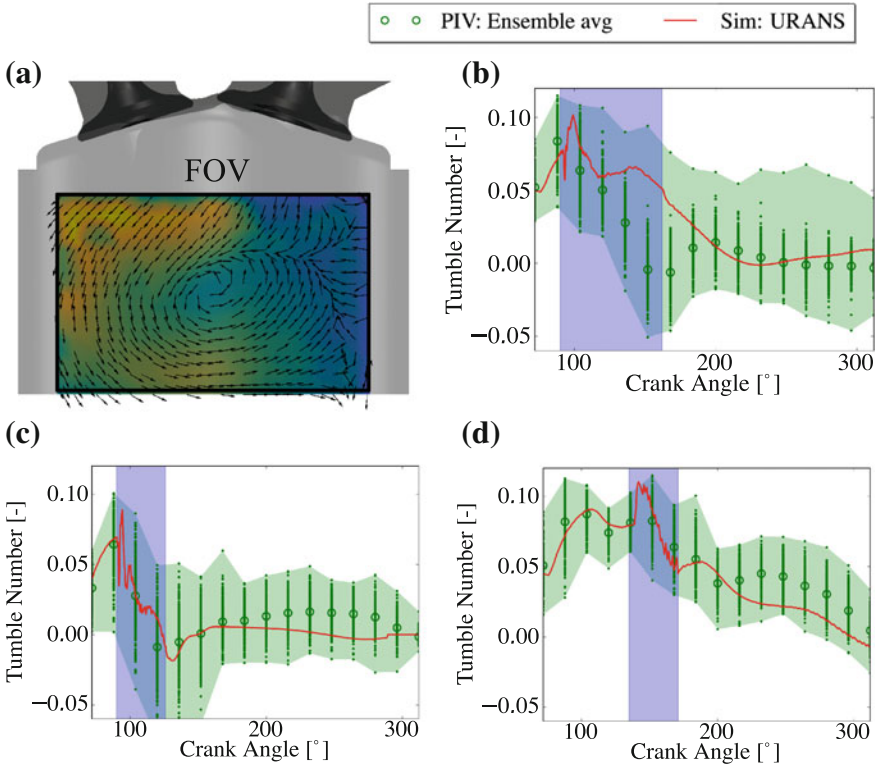 PIV: Ensemble avg
Sim: URANS
(a)
FOV
(b)
Tumble Number [-]
0.10
0.05
0.00
−0.05
100
200
300
Crank Angle [°]
(c)
Tumble Number [-]
0.10
0.05
0.00
−0.05
100
200
300
Crank Angle [°]
(d)
Tumble Number [-]
0.10
0.05
0.00
−0.05
100
200
300
Crank Angle [°]